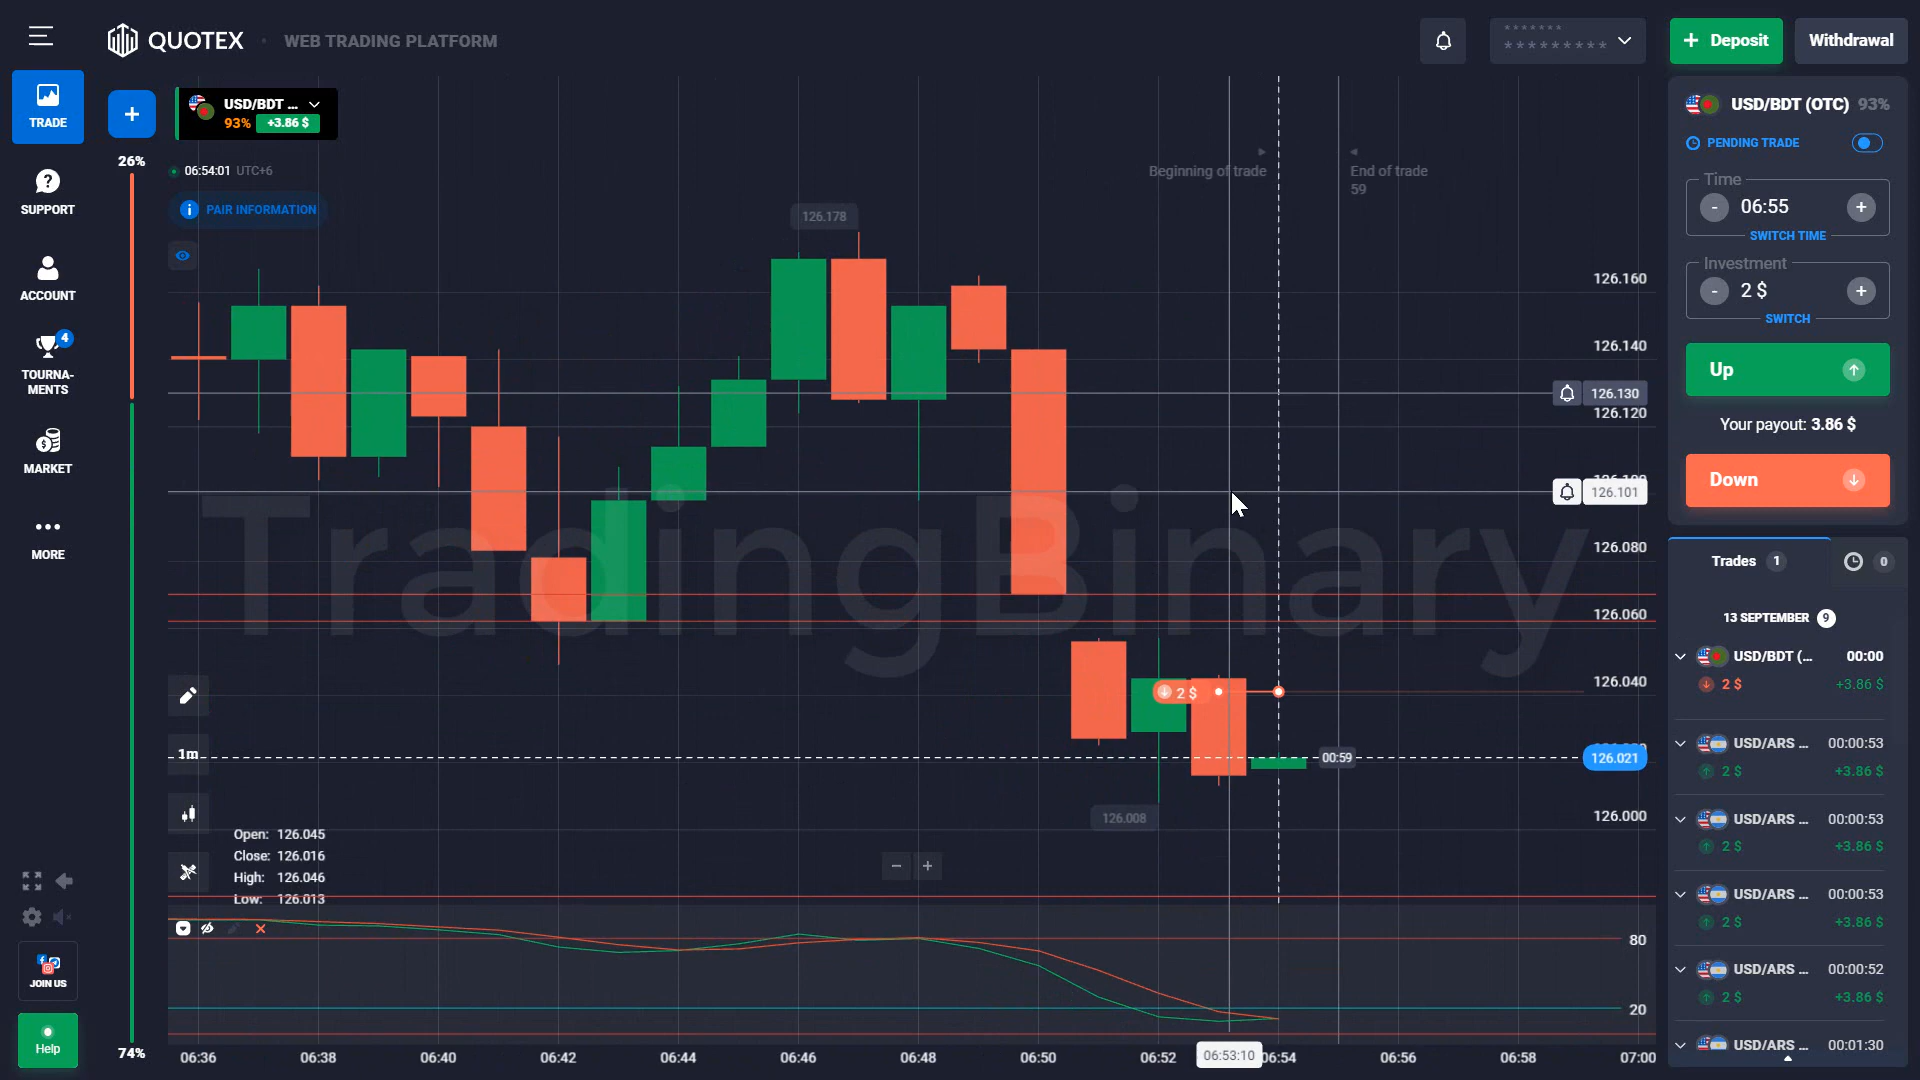 QUOTEX
WEB TRADING PLATFORM
*******
*********
+ Deposit
Withdrawal
TRADE
SUPPORT
ACCOUNT
4
TOURNA-
MENTS
MARKET
MORE
JOIN US
Help
+
26%
74%
USD/BDT ...
93% +3.86 $
06:54:01 UTC+6
PAIR INFORMATION
Beginning of trade
End of trade
59
126.178
126.160
126.140
126.130
126.120
126.101
126.080
126.060
126.040
126.021
126.000
126.008
2 $
00:59
1m
Open: 126.045
Close: 126.016
High: 126.046
Low: 126.013
- +
80
20
06:36 06:38 06:40 06:42 06:44 06:46 06:48 06:50 06:52 06:53:10 06:54 06:56 06:58 07:00
TradingBinary
USD/BDT (OTC) 93%
PENDING TRADE
Time
- 06:55 +
SWITCH TIME
Investment
- 2 $ +
SWITCH
Up
Your payout: 3.86 $
Down
Trades 1
0
13 SEPTEMBER 9
USD/BDT (... 00:00
2 $ +3.86 $
USD/ARS ... 00:00:53
2 $ +3.86 $
USD/ARS ... 00:00:53
2 $ +3.86 $
USD/ARS ... 00:00:53
2 $ +3.86 $
USD/ARS ... 00:00:52
2 $ +3.86 $
USD/ARS ... 00:01:30